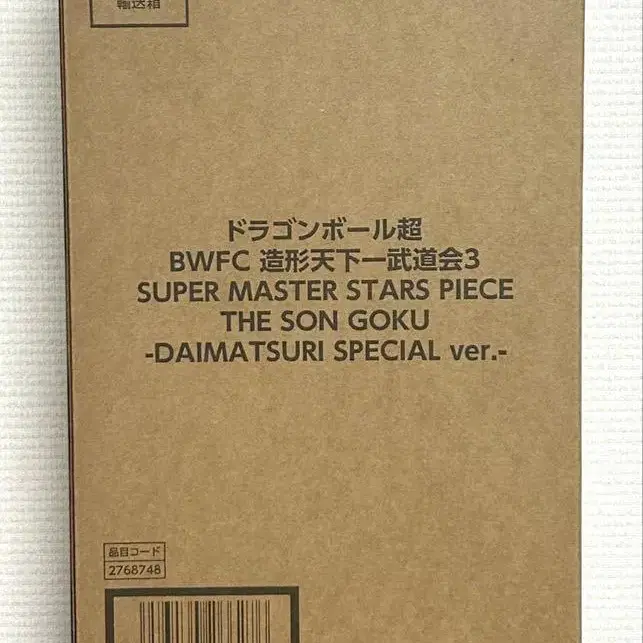 輸送箱
ドラゴンボール超
BWFC 造形天下一武道会3
SUPER MASTER STARS PIECE
THE SON GOKU
-DAIMATSURI SPECIAL ver.-
品目コード
2768748